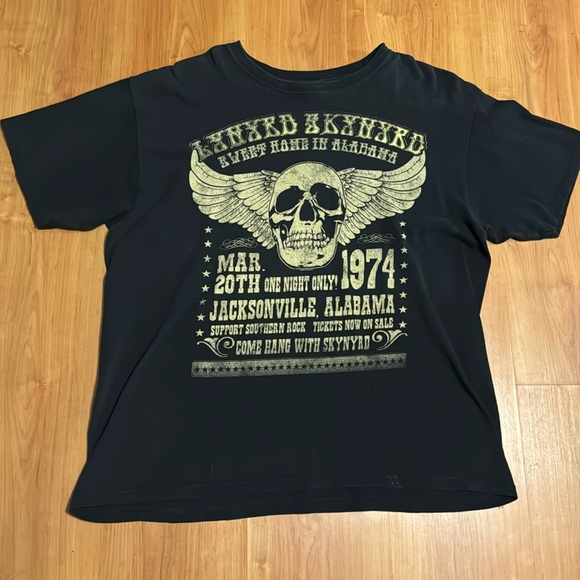 LYNYRD SKYNYRD
SWEET HOME IN ALABAMA
MAR. 20TH ONE NIGHT ONLY! 1974
JACKSONVILLE, ALABAMA
SUPPORT SOUTHERN ROCK TICKETS NOW ON SALE
COME HANG WITH SKYNYRD